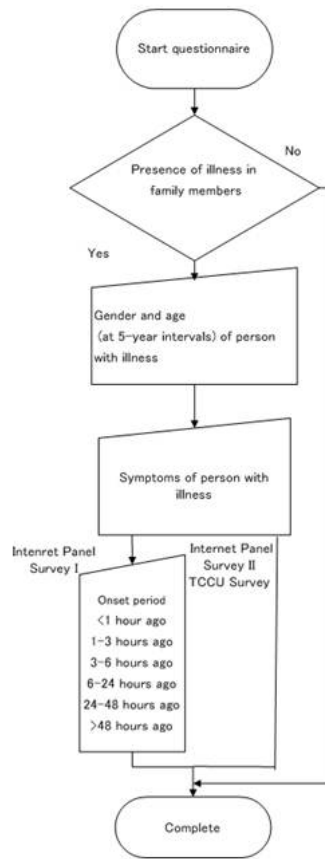 Start questionnaire
No
Presence of illness in
family members
Yes
Gender and age
(at 5-year intervals) of person
with illness
Symptoms of person with
illness
Intenret Panel
Survey I
Internet Panel
Survey II
TCCU Survey
Onset period
<1 hour ago
1-3 hours ago
3-6 hours ago
6-24 hours ago
24-48 hours ago
>48 hours ago
Complete